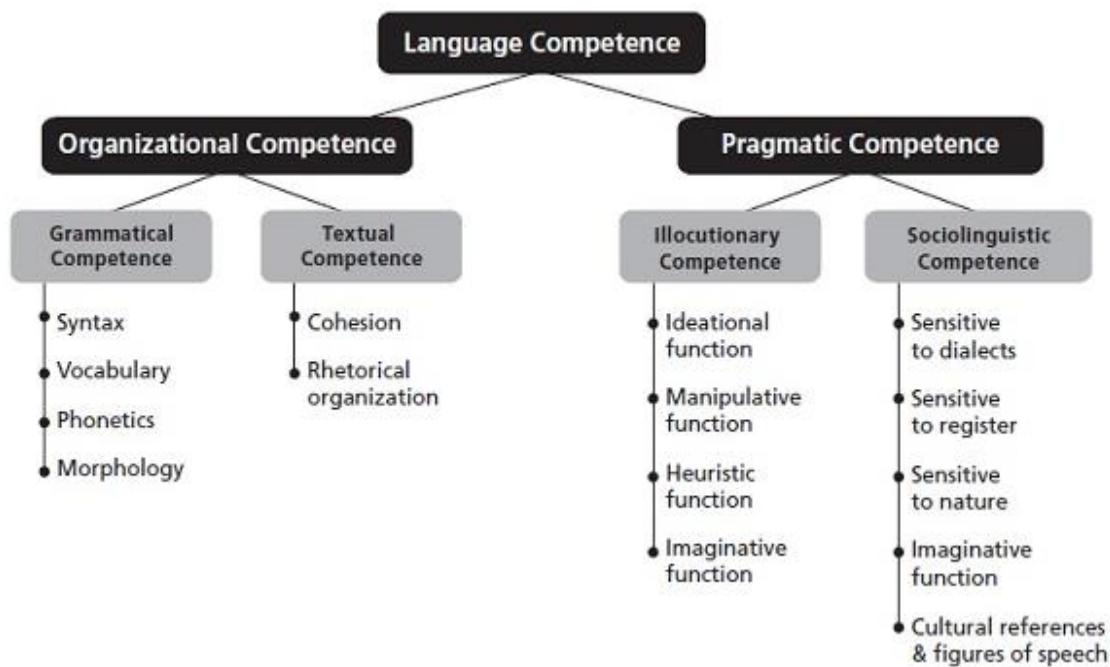 Language Competence
Organizational Competence
Pragmatic Competence
Grammatical
Competence
Syntax
Vocabulary
Phonetics
Morphology
Textual
Competence
Cohesion
Rhetorical
organization
Illocutionary
Competence
Ideational
function
Manipulative
function
Heuristic
function
Imaginative
function
Sociolinguistic
Competence
Sensitive
to dialects
Sensitive
to register
Sensitive
to nature
Imaginative
function
Cultural references
& figures of speech